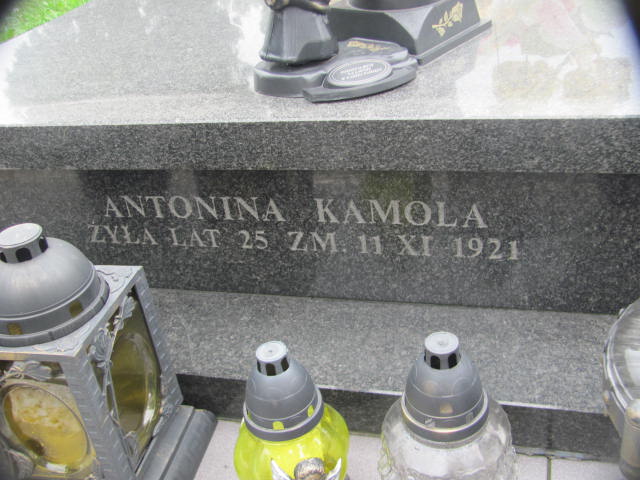 ANTONINA KAMOLA
ŻYŁA LAT 25 ZM. 11 XI 1921